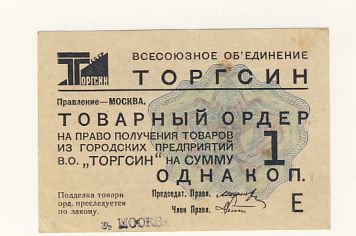 ТОРГСИН
ВСЕСОЮЗНОЕ ОБ'ЕДИНЕНИЕ
ТОРГСИН
Правление—МОСКВА.
ТОВАРНЫЙ ОРДЕР
НА ПРАВО ПОЛУЧЕНИЯ ТОВАРОВ
ИЗ ГОРОДСКИХ ПРЕДПРИЯТИЙ
В.О. „ТОРГСИН" НА СУММУ 1
ОДНА КОП.
Подделка товарн
орд. преследуется
по закону.
Председат. Правл.
Член Правл.
Е
МОСКВА